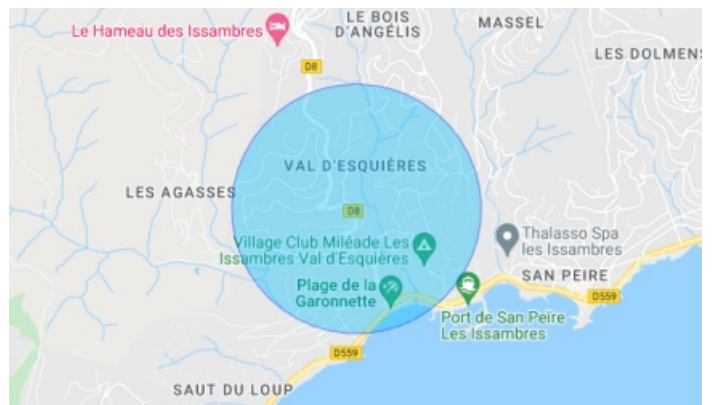 LE BOIS
D'ANGÉLIS
MASSEL
Le Hameau des Issambres
LES DOLMENS
D8
VAL D'ESQUIÈRES
LES AGASSES
D8
Village Club Miléade Les
Issambres Val d'Esquières
Thalasso Spa
les Issambres
Plage de la
Garonnette
SAN PEIRE
D559
Port de San Peïre
Les Issambres
D559
SAUT DU LOUP